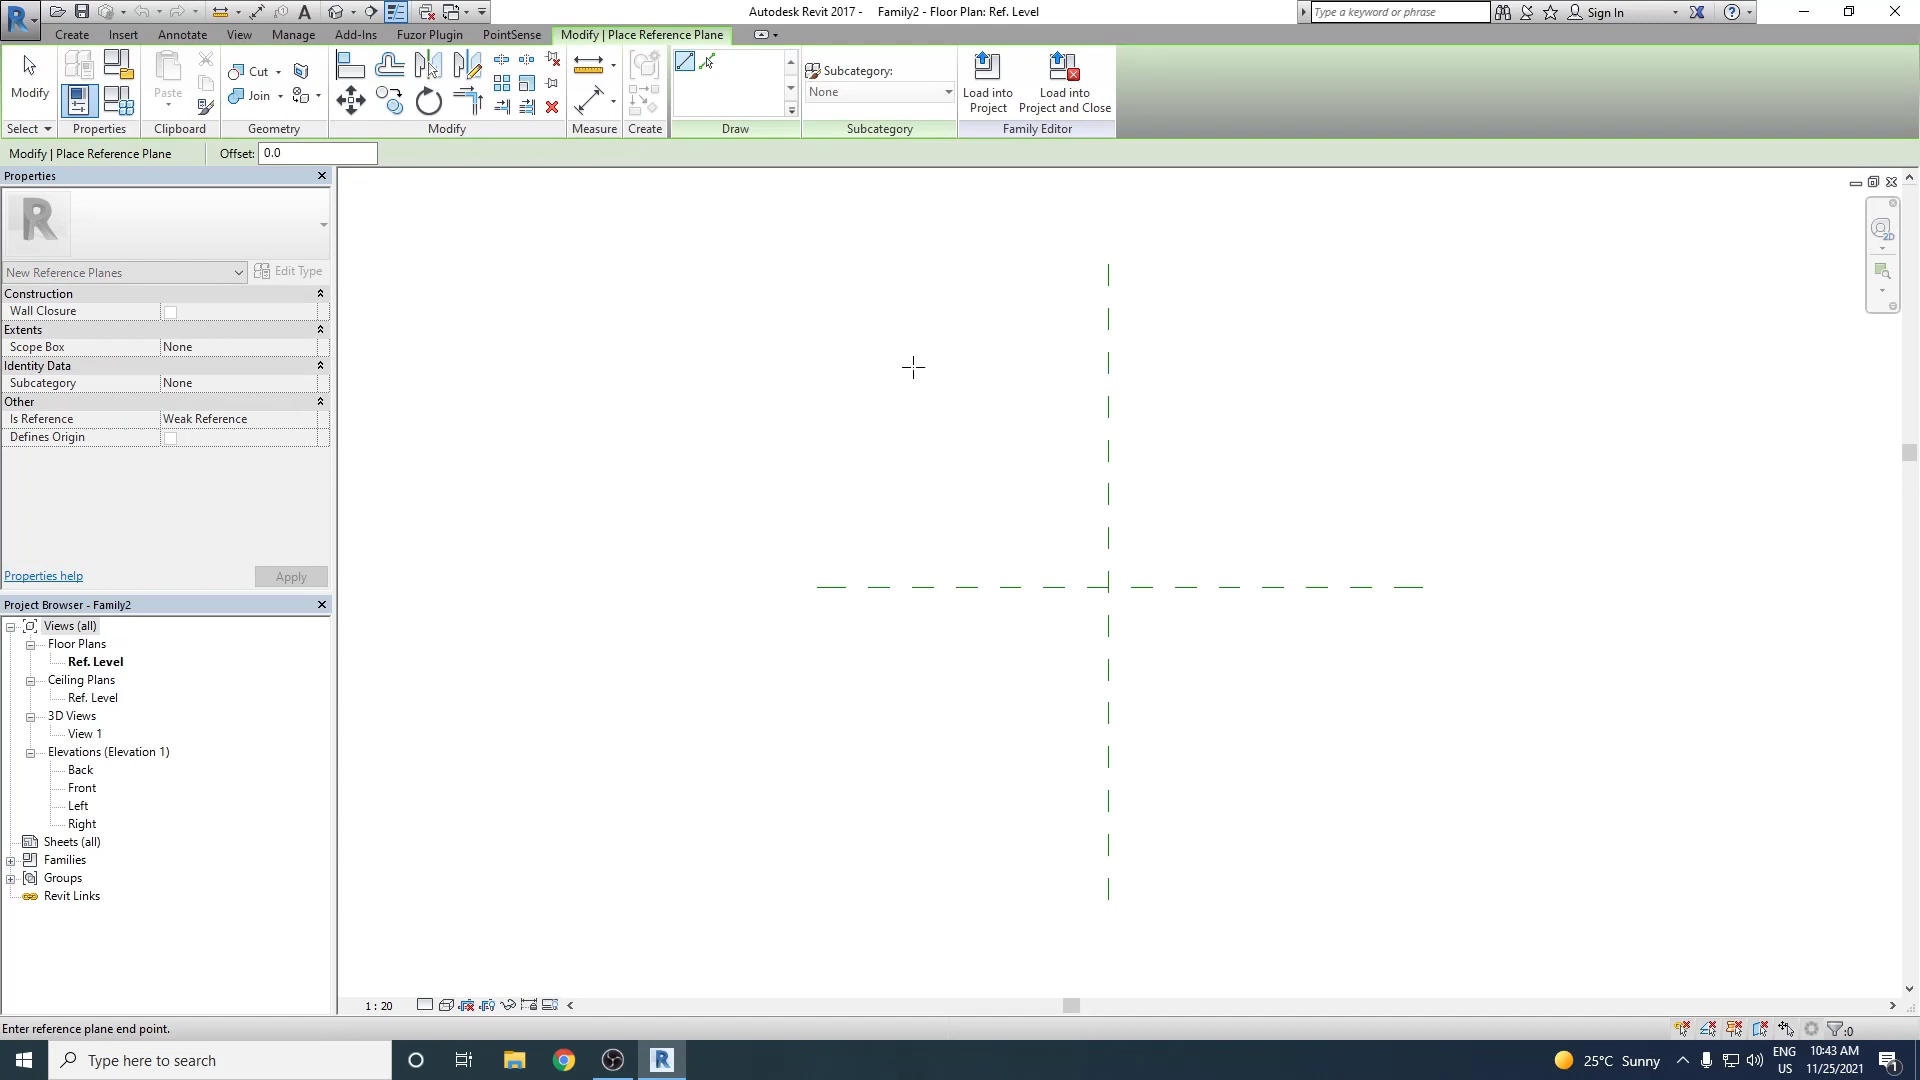 Autodesk Revit 2017 - Family2 - Floor Plan: Ref. Level
Type a keyword or phrase
Sign In
Create Insert Annotate View Manage Add-Ins Fuzor Plugin PointSense Modify | Place Reference Plane
Modify
Paste
Cut
Join
Subcategory:
None
Load into Project
Load into Project and Close
Select Properties Clipboard Geometry Modify Measure Create Draw Subcategory Family Editor
Modify | Place Reference Plane Offset: 0.0
Properties
New Reference Planes Edit Type
Construction
Wall Closure
Extents
Scope Box None
Identity Data
Subcategory None
Other
Is Reference Weak Reference
Defines Origin
Properties help Apply
Project Browser - Family2
Views (all)
Floor Plans
Ref. Level
Ceiling Plans
Ref. Level
3D Views
View 1
Elevations (Elevation 1)
Back
Front
Left
Right
Sheets (all)
Families
Groups
Revit Links
2D
1 : 20
Enter reference plane end point.
:0
Type here to search
25°C Sunny
ENG
US
10:43 AM
11/25/2021
1